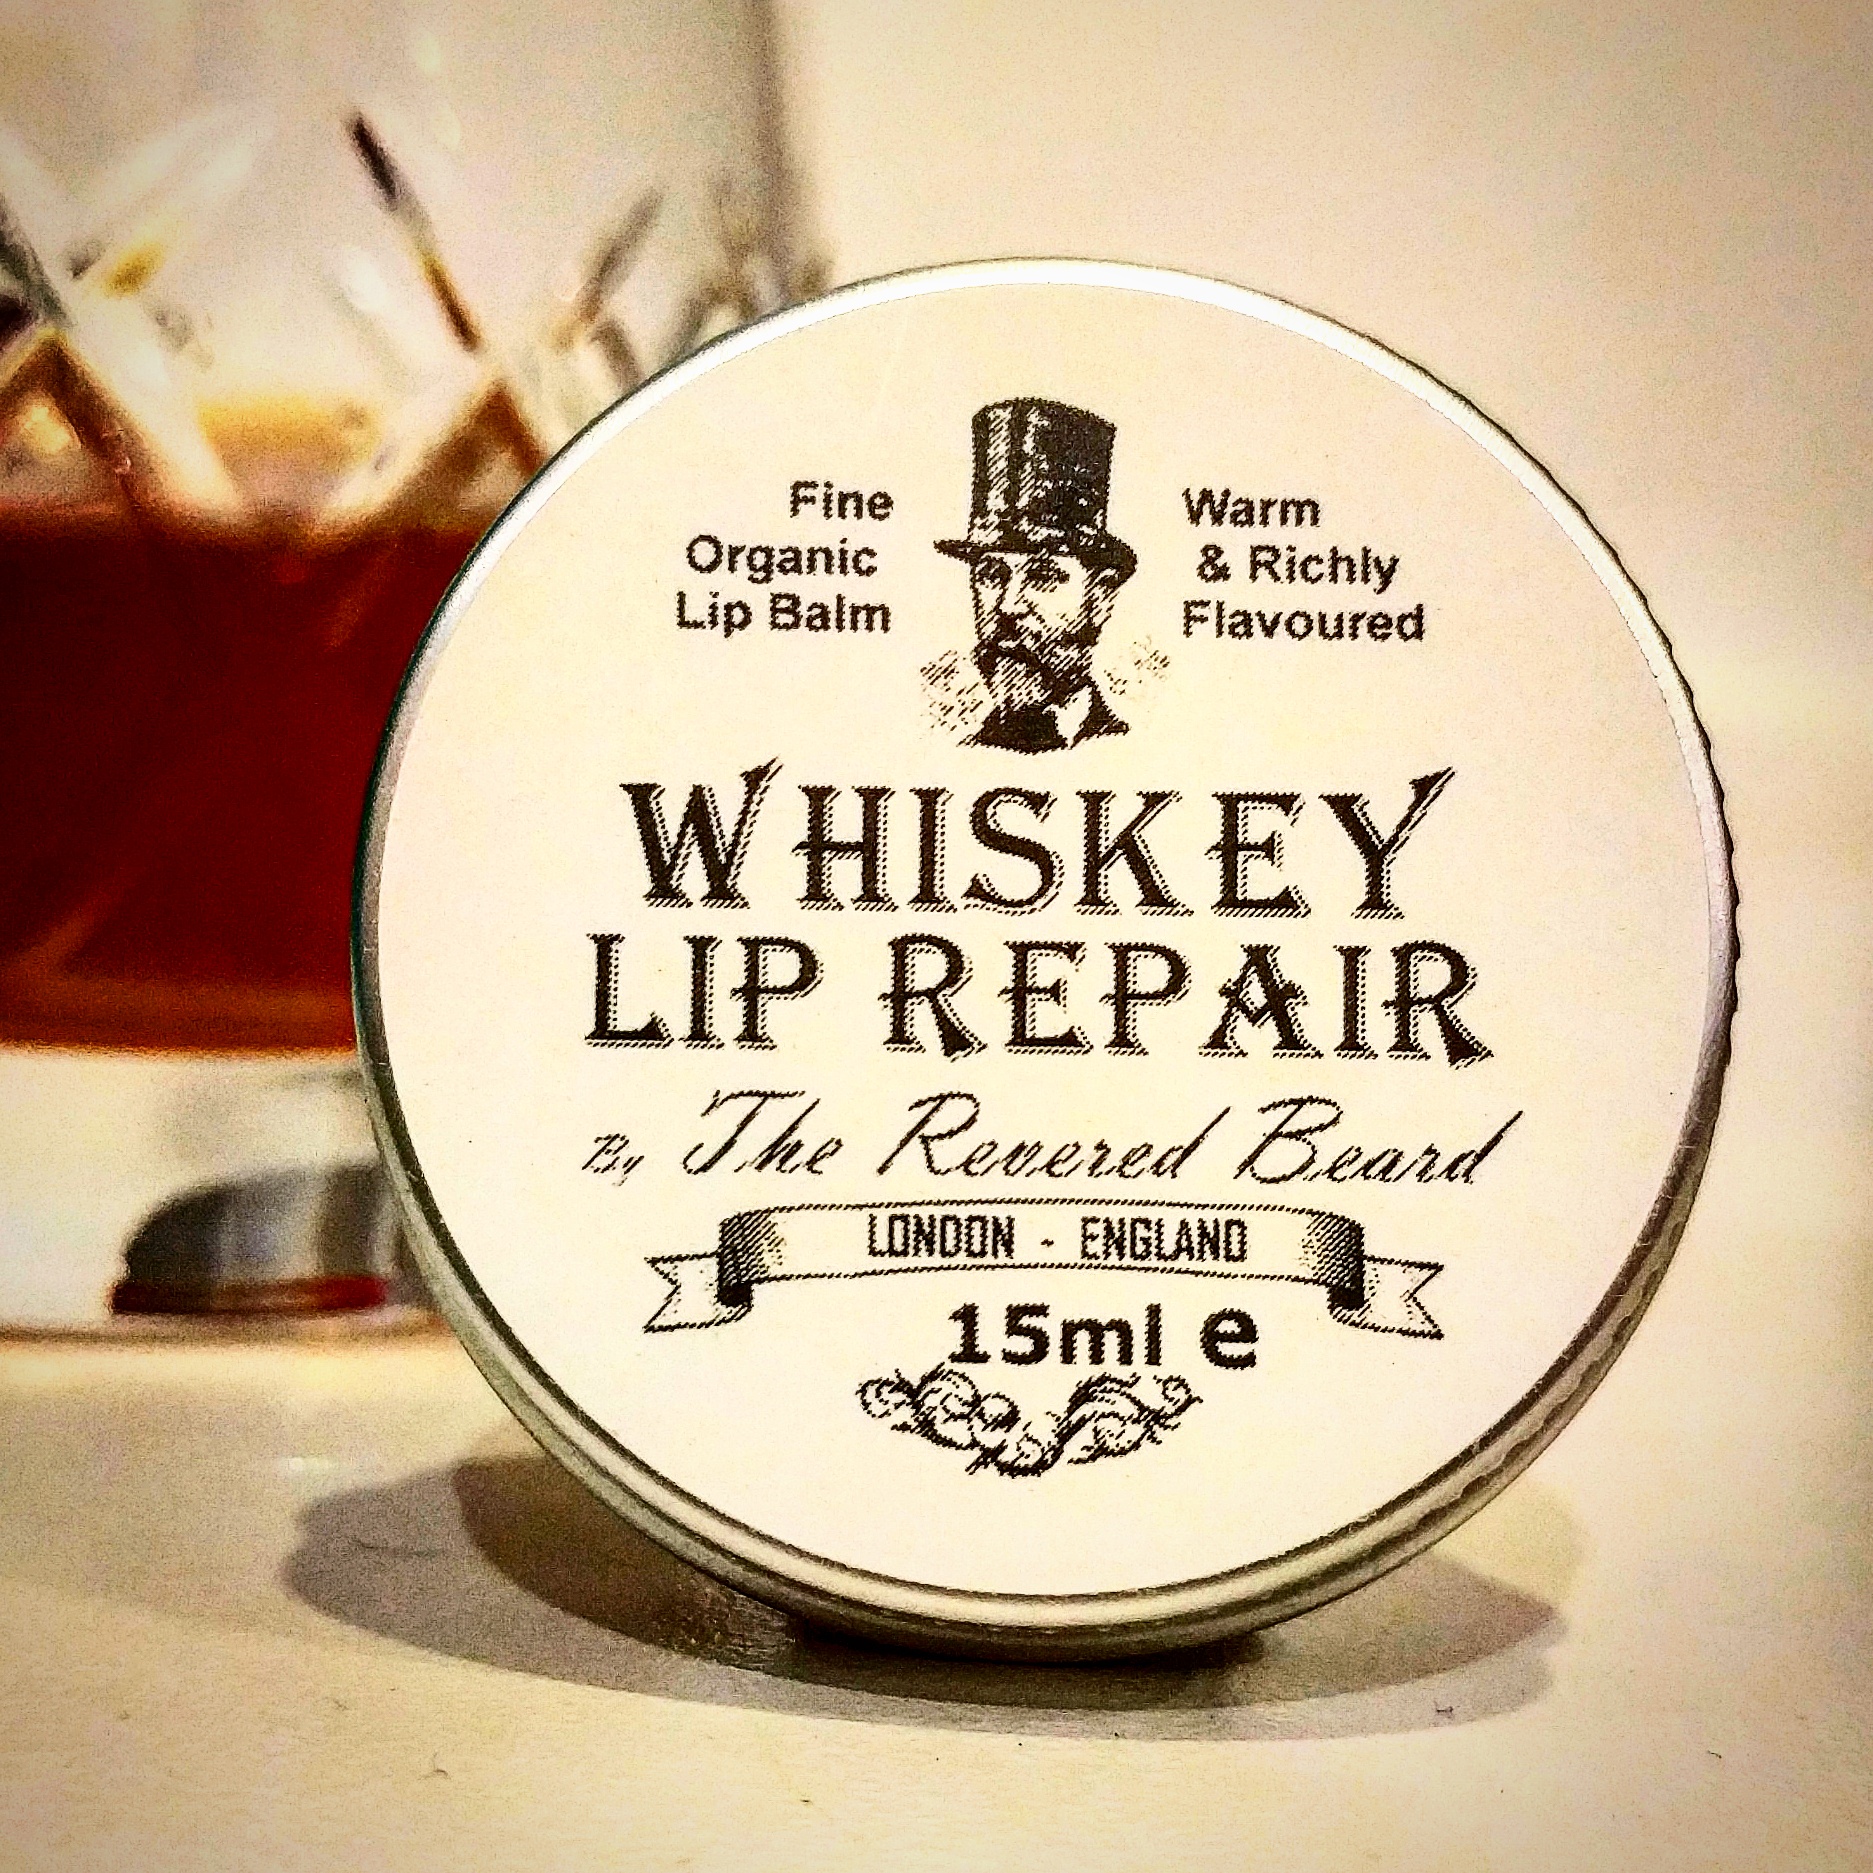 Fine
Organic
Lip Balm
Warm
& Richly
Flavoured
WHISKEY
LIP REPAIR
By The Revered Beard
LONDON - ENGLAND
15ml e